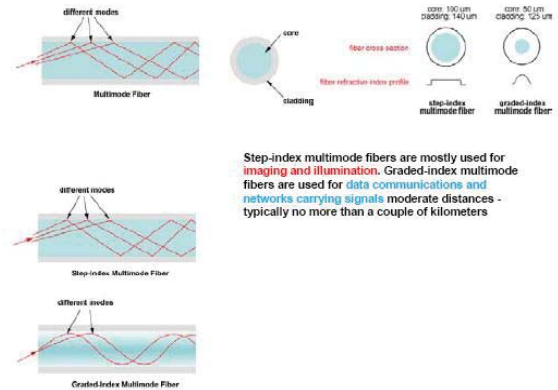 different modes
Multimode Fiber
core
cladding
core: 100 um
cladding: 140 um
core: 50 um
cladding: 125 um
fiber cross section
fiber refractive index profile
step-index
multimode fiber
graded-index
multimode fiber
Step-index multimode fibers are mostly used for
imaging and illumination. Graded-index multimode
fibers are used for data communications and
networks carrying signals moderate distances -
typically no more than a couple of kilometers
different modes
Step-index Multimode Fiber
different modes
Graded-Index Multimode Fiber